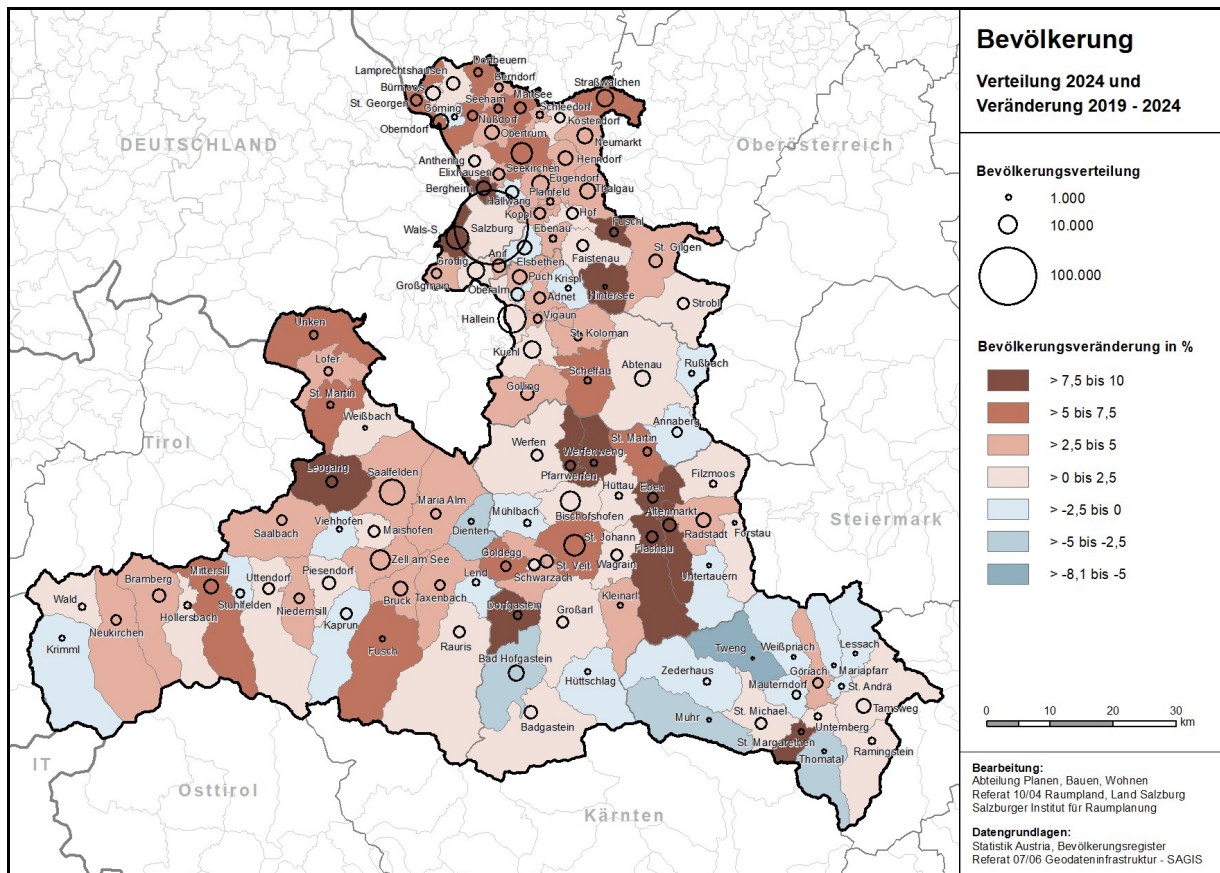 Bevölkerung
Verteilung 2024 und
Veränderung 2019 - 2024
Bevölkerungsverteilung
1.000
10.000
100.000
Bevölkerungsveränderung in %
> 7,5 bis 10
> 5 bis 7,5
> 2,5 bis 5
> 0 bis 2,5
> -2,5 bis 0
> -5 bis -2,5
> -8,1 bis -5
0 10 20 30
km
Bearbeitung:
Abteilung Planen, Bauen, Wohnen
Referat 10/04 Raumpland, Land Salzburg
Salzburger Institut für Raumplanung
Datengrundlagen:
Statistik Austria, Bevölkerungsregister
Referat 07/06 Geodateninfrastruktur - SAGIS
DEUTSCHLAND
Oberösterreich
Tirol
Steiermark
IT
Osttirol
Kärnten
Dorfbeuern
Lamprechtshausen
Berndorf
Straßwalchen
Bürmoos
St. Georgen
Seeham
Mattsee
Schleedorf
Göming
Nußdorf
Köstendorf
Oberndorf
Obertrum
Neumarkt
Anthering
Seekirchen
Henndorf
Elixhausen
Eugendorf
Bergheim
Plainfeld
Thalgau
Hallwang
Koppl
Hof
Fuschl
Wals-S.
Salzburg
Ebenau
St. Gilgen
Anif
Elsbethen
Faistenau
Grödig
Puch
Krispl
Großgmain
Oberalm
Adnet
Hintersee
Strobl
Hallein
Vigaun
St. Koloman
Unken
Kuchl
Abtenau
Rußbach
Lofer
Scheffau
St. Martin
Golling
Weißbach
Annaberg
Werfen
St. Martin
Leogang
Saalfelden
Werfenweng
Pfarrwerfen
Filzmoos
Hüttau
Eben
Maria Alm
Bischofshofen
Altenmarkt
Saalbach
Viehhofen
Maishofen
Dienten
Mühlbach
Radstadt
Forstau
St. Johann
Flachau
Goldegg
Zell am See
St. Veit
Wagrain
Schwarzach
Untertauern
Bramberg
Mittersill
Uttendorf
Piesendorf
Lend
Wald
Stuhlfelden
Niedernsill
Bruck
Taxenbach
Kleinarl
Hollersbach
Kaprun
Dorfgastein
Großarl
Neukirchen
Rauris
Krimml
Fusch
Tweng
Weißpriach
Lessach
Bad Hofgastein
Göriach
Mariapfarr
Hüttschlag
Zederhaus
Mauterndorf
St. Andrä
Tamsweg
Badgastein
Muhr
St. Michael
Unternberg
St. Margarethen
Ramingstein
Thomatal